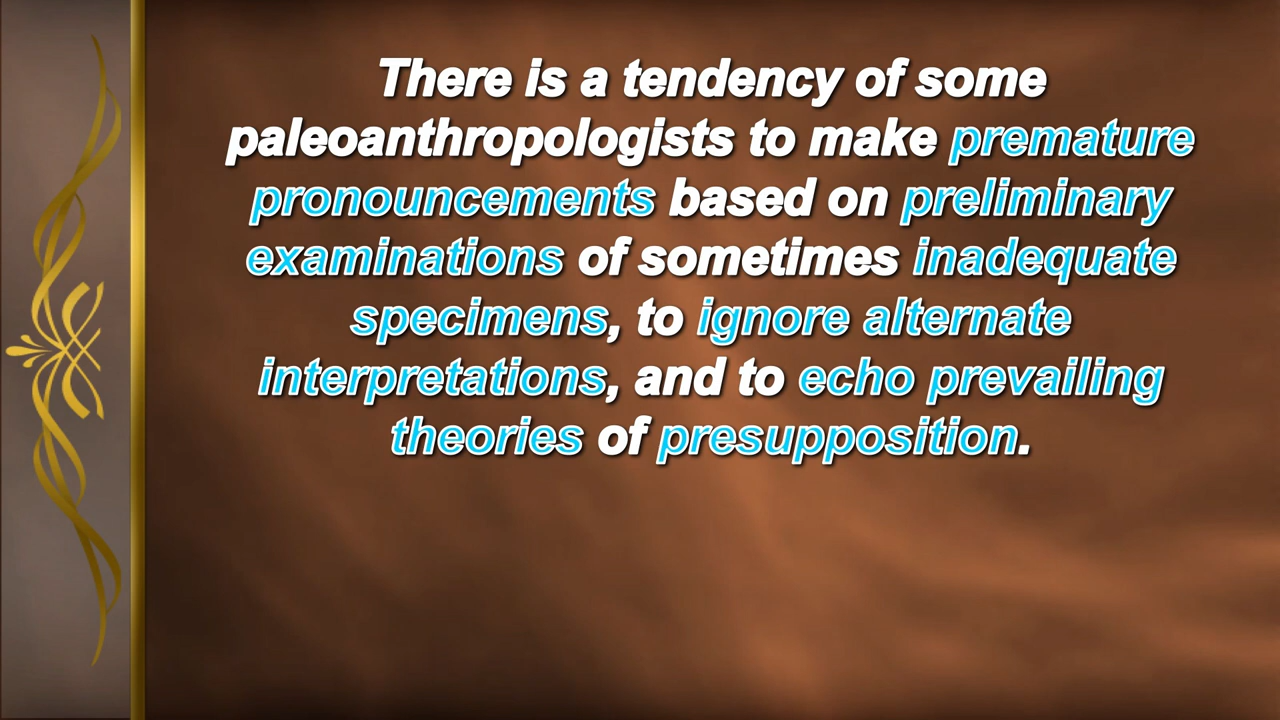 There is a tendency of some
paleoanthropologists to make premature
pronouncements based on preliminary
examinations of sometimes inadequate
specimens, to ignore alternate
interpretations, and to echo prevailing
theories of presupposition.